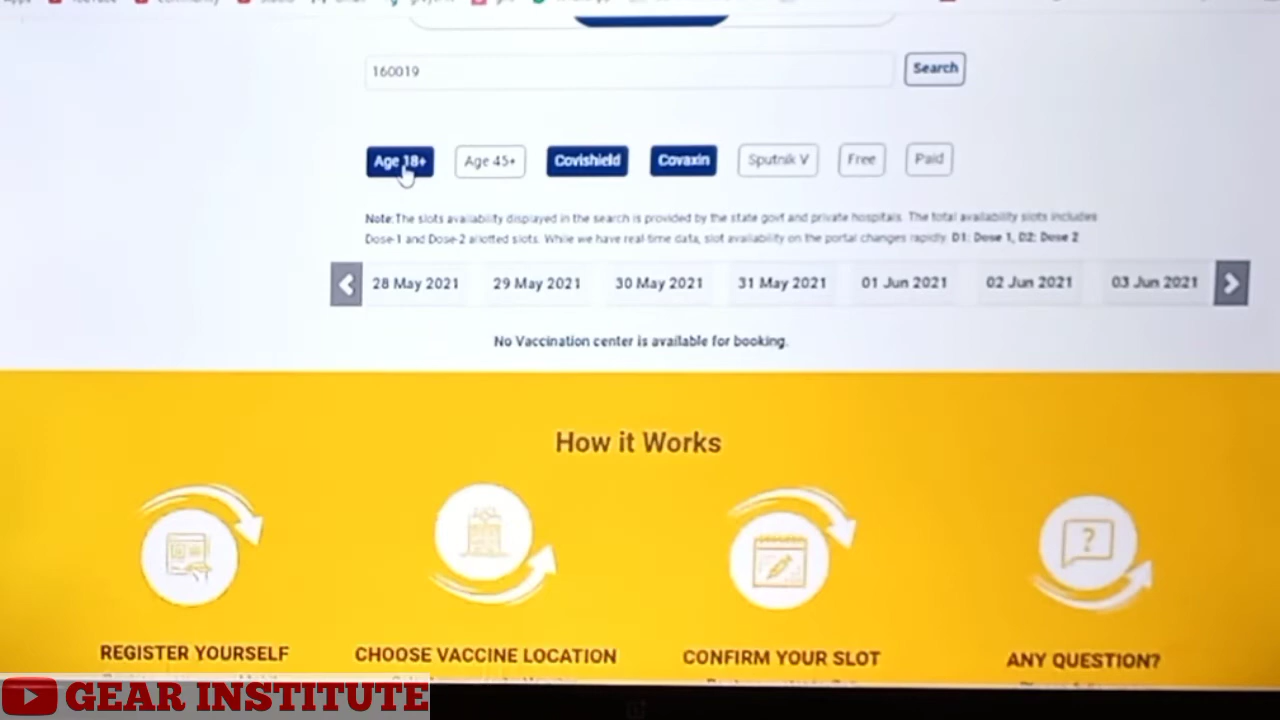 160019
Search
Age 18+ Age 45+ Covishield Covaxin Sputnik V Free Paid
Note: The slots availability displayed in the search is provided by the state govt and private hospitals. The total availability slots includes
Dose-1 and Dose-2 allotted slots. While we have real time data, slot availability on the portal changes rapidly. D1: Dose 1, D2: Dose 2
28 May 2021 29 May 2021 30 May 2021 31 May 2021 01 Jun 2021 02 Jun 2021 03 Jun 2021
No Vaccination center is available for booking.
How it Works
REGISTER YOURSELF CHOOSE VACCINE LOCATION CONFIRM YOUR SLOT ANY QUESTION?
GEAR INSTITUTE